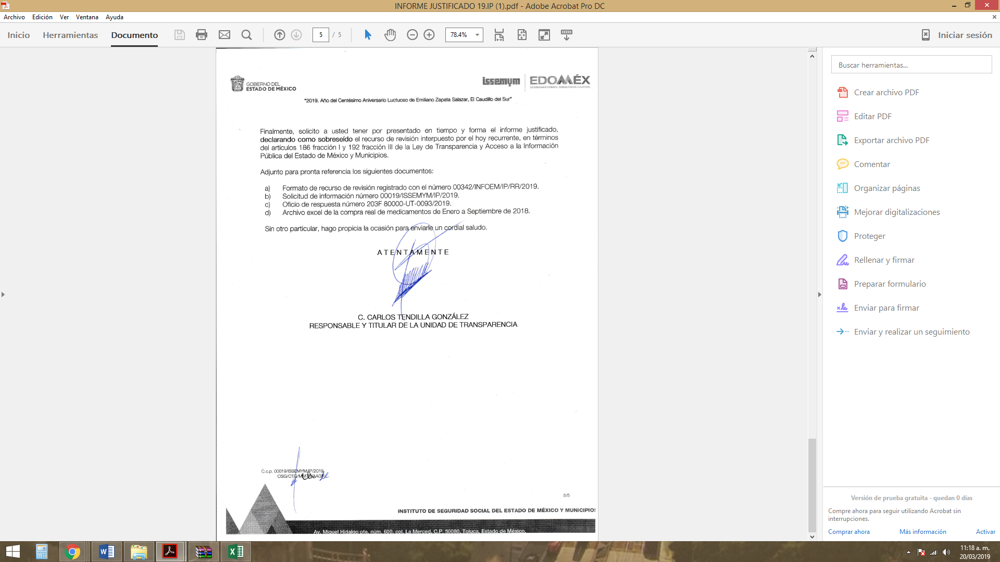 INFORME JUSTIFICADO 19.IP (1).pdf - Adobe Acrobat Pro DC
Archivo Edición Ver Ventana Ayuda
Inicio Herramientas Documento 5 / 5 78.4% Iniciar sesión
GOBIERNO DEL
ESTADO DE MÉXICO
issemym EDOMÉX
DECISIONES FIRMES, RESULTADOS FUERTES.
"2019. Año del Centésimo Aniversario Luctuoso de Emiliano Zapata Salazar, El Caudillo del Sur"
Finalmente, solicito a usted tener por presentado en tiempo y forma el informe justificado,
declarando como sobreseído el recurso de revisión interpuesto por el hoy recurrente, en términos
del artículos 186 fracción I y 192 fracción III de la Ley de Transparencia y Acceso a la Información
Pública del Estado de México y Municipios.
Adjunto para pronta referencia los siguientes documentos:
a) Formato de recurso de revisión registrado con el número 00342/INFOEM/IP/RR/2019.
b) Solicitud de información número 00019/ISSEMYM/IP/2019.
c) Oficio de respuesta número 203F 80000-UT-0093/2019.
d) Archivo excel de la compra real de medicamentos de Enero a Septiembre de 2018.
Sin otro particular, hago propicia la ocasión para enviarle un cordial saludo.
ATENTAMENTE
C. CARLOS TENDILLA GONZÁLEZ
RESPONSABLE Y TITULAR DE LA UNIDAD DE TRANSPARENCIA
C.c.p. 00019/ISSEMYM/IP/2019.
5/5
INSTITUTO DE SEGURIDAD SOCIAL DEL ESTADO DE MÉXICO Y MUNICIPIOS
Av. Miguel Hidalgo pte. núm. 600, col. La Merced, C.P. 50080, Toluca, Estado de México.
Buscar herramientas...
Crear archivo PDF
Editar PDF
Exportar archivo PDF
Comentar
Organizar páginas
Mejorar digitalizaciones
Proteger
Rellenar y firmar
Preparar formulario
Enviar para firmar
Enviar y realizar un seguimiento
Versión de prueba gratuita - quedan 0 días
Compre ahora para seguir utilizando Acrobat sin
interrupciones.
Comprar ahora Más información Activar
11:18 a. m.
20/03/2019